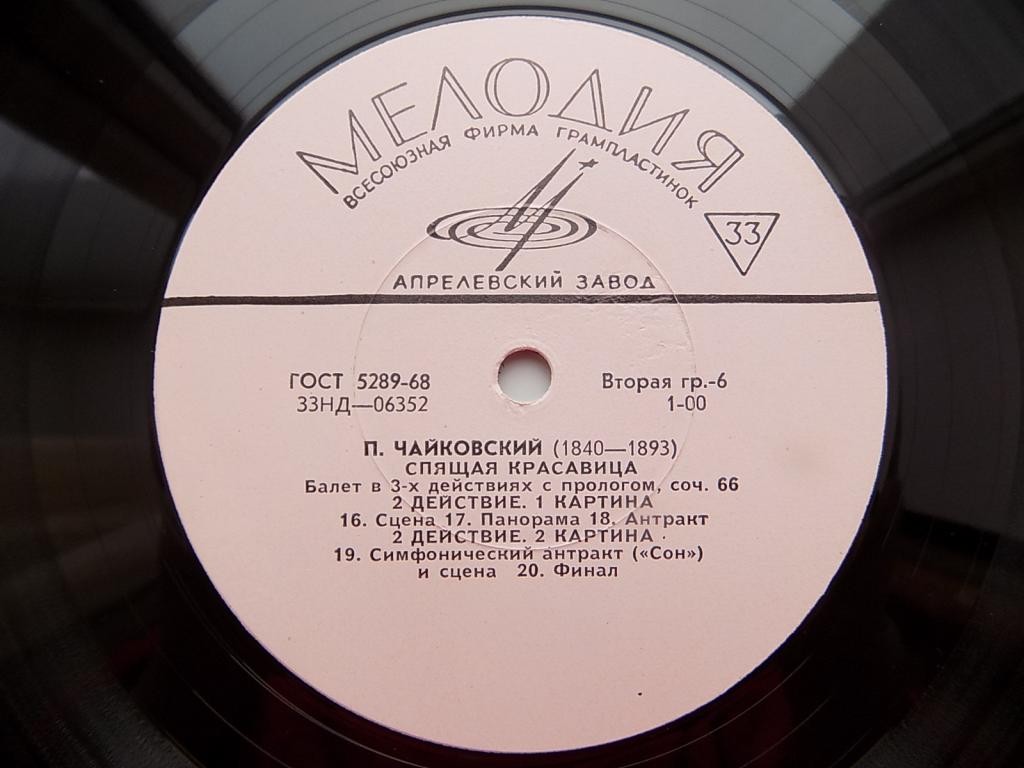 МЕЛОДИЯ
ВСЕСОЮЗНАЯ ФИРМА ГРАМПЛАСТИНОК
33
АПРЕЛЕВСКИЙ ЗАВОД
ГОСТ 5289-68
33НД—06352
Вторая гр.-6
1-00
П. ЧАЙКОВСКИЙ (1840—1893)
СПЯЩАЯ КРАСАВИЦА
Балет в 3-х действиях с прологом, соч. 66
2 ДЕЙСТВИЕ. 1 КАРТИНА
16. Сцена 17. Панорама 18. Антракт
2 ДЕЙСТВИЕ. 2 КАРТИНА
19. Симфонический антракт («Сон»)
и сцена 20. Финал